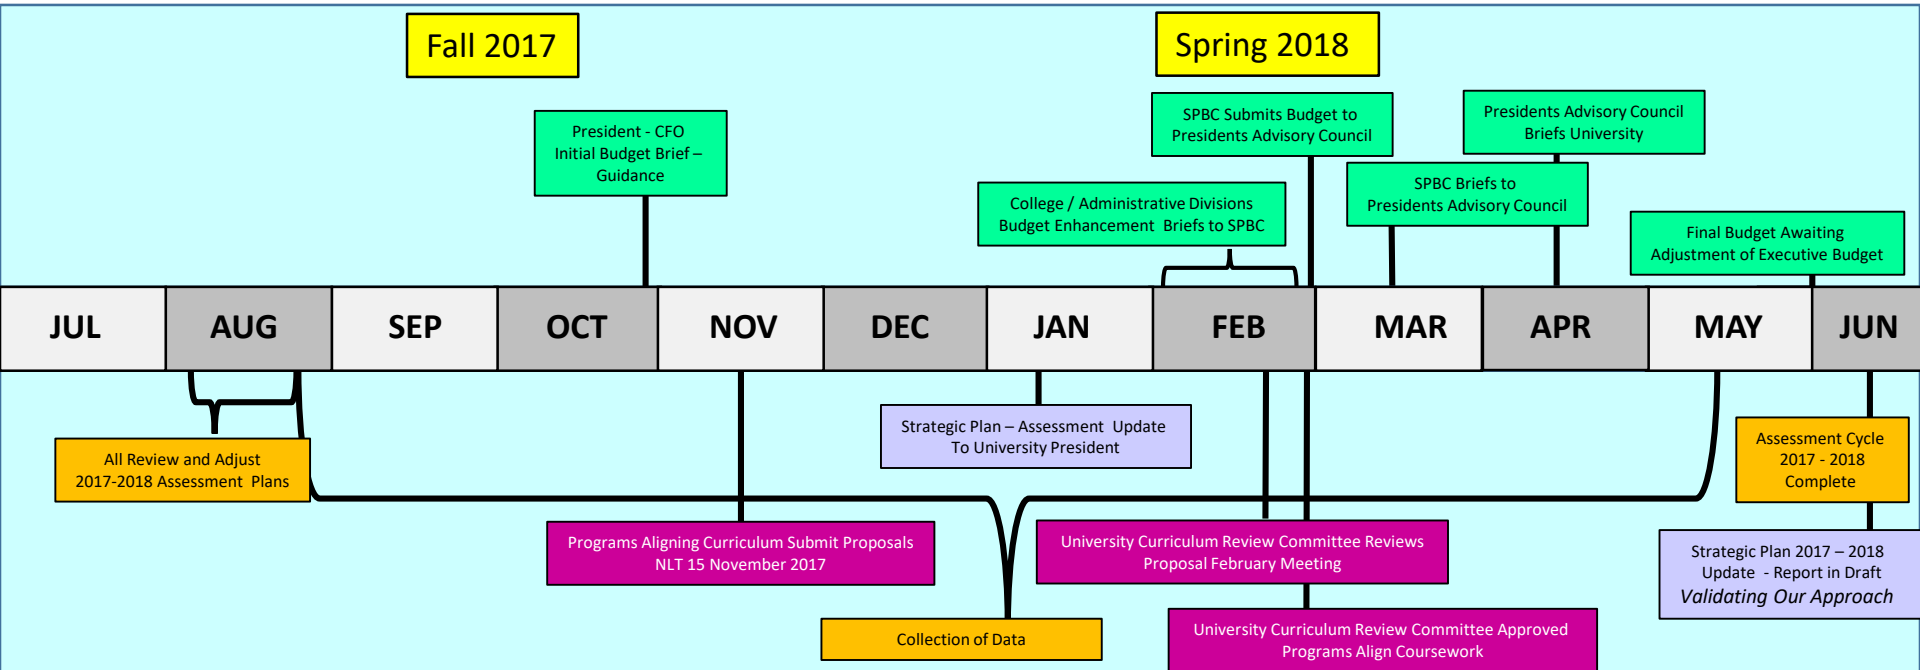 Fall 2017
Spring 2018
President - CFO
Initial Budget Brief –
Guidance
SPBC Submits Budget to
Presidents Advisory Council
Presidents Advisory Council
Briefs University
College / Administrative Divisions
Budget Enhancement Briefs to SPBC
SPBC Briefs to
Presidents Advisory Council
Final Budget Awaiting
Adjustment of Executive Budget
JUL
AUG
SEP
OCT
NOV
DEC
JAN
FEB
MAR
APR
MAY
JUN
All Review and Adjust
2017-2018 Assessment Plans
Strategic Plan – Assessment Update
To University President
Assessment Cycle
2017 - 2018
Complete
Programs Aligning Curriculum Submit Proposals
NLT 15 November 2017
University Curriculum Review Committee Reviews
Proposal February Meeting
Strategic Plan 2017 – 2018
Update - Report in Draft
Validating Our Approach
Collection of Data
University Curriculum Review Committee Approved
Programs Align Coursework